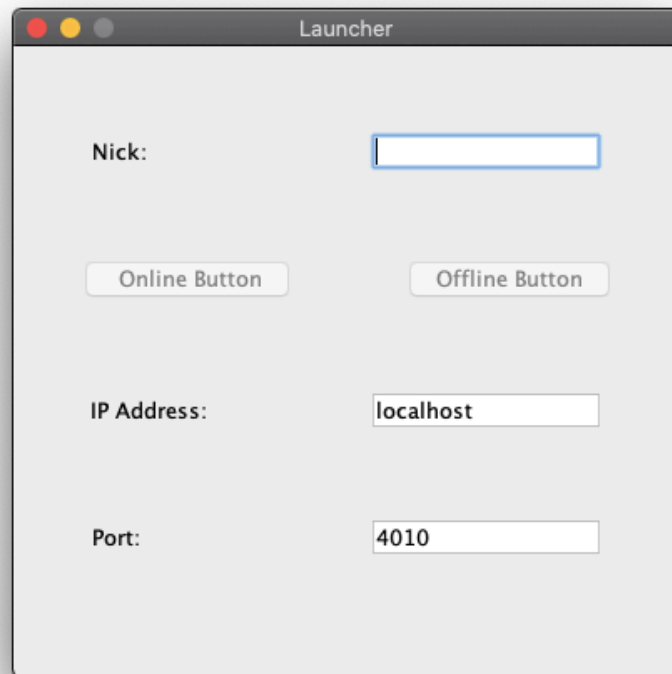 Launcher
Nick:
Online Button Offline Button
IP Address: localhost
Port: 4010